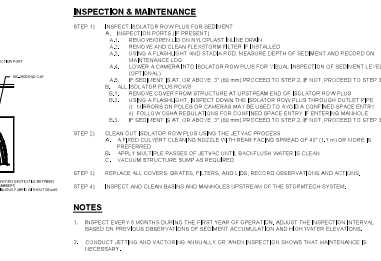 INSPECTION & MAINTENANCE
STEP 1) INSPECT ISOLATOR ROW PLUS FOR SEDIMENT
A. INSPECTION PORTS (IF PRESENT)
A.1. REMOVE/OPEN LID ON NYLOPLAST INLINE DRAIN
A.2. REMOVE AND CLEAN FLEXSTORM FILTER IF INSTALLED
A.3. USING A FLASHLIGHT AND STADIA ROD, MEASURE DEPTH OF SEDIMENT AND RECORD ON
MAINTENANCE LOG
A.4. LOWER A CAMERA INTO ISOLATOR ROW PLUS FOR VISUAL INSPECTION OF SEDIMENT LEVE
(OPTIONAL)
A.5. IF SEDIMENT IS AT, OR ABOVE, 3" (80 mm) PROCEED TO STEP 2. IF NOT, PROCEED TO STEP
B. ALL ISOLATOR PLUS ROWS
B.1. REMOVE COVER FROM STRUCTURE AT UPSTREAM END OF ISOLATOR ROW PLUS
B.2. USING A FLASHLIGHT, INSPECT DOWN THE ISOLATOR ROW PLUS THROUGH OUTLET PIPE
i) MIRRORS ON POLES OR CAMERAS MAY BE USED TO AVOID A CONFINED SPACE ENTRY
ii) FOLLOW OSHA REGULATIONS FOR CONFINED SPACE ENTRY IF ENTERING MANHOLE
B.3. IF SEDIMENT IS AT, OR ABOVE, 3" (80 mm) PROCEED TO STEP 2. IF NOT, PROCEED TO STEP
STEP 2) CLEAN OUT ISOLATOR ROW PLUS USING THE JETVAC PROCESS
A. A FIXED CULVERT CLEANING NOZZLE WITH REAR FACING SPREAD OF 45" (1.1 m) OR MORE IS
PREFERRED
B. APPLY MULTIPLE PASSES OF JETVAC UNTIL BACKFLUSH WATER IS CLEAN
C. VACUUM STRUCTURE SUMP AS REQUIRED
STEP 3) REPLACE ALL COVERS, GRATES, FILTERS, AND LIDS; RECORD OBSERVATIONS AND ACTIONS.
STEP 4) INSPECT AND CLEAN BASINS AND MANHOLES UPSTREAM OF THE STORMTECH SYSTEM.
NOTES
1. INSPECT EVERY 6 MONTHS DURING THE FIRST YEAR OF OPERATION. ADJUST THE INSPECTION INTERVAL
BASED ON PREVIOUS OBSERVATIONS OF SEDIMENT ACCUMULATION AND HIGH WATER ELEVATIONS.
2. CONDUCT JETTING AND VACTORING ANNUALLY OR WHEN INSPECTION SHOWS THAT MAINTENANCE IS
NECESSARY.